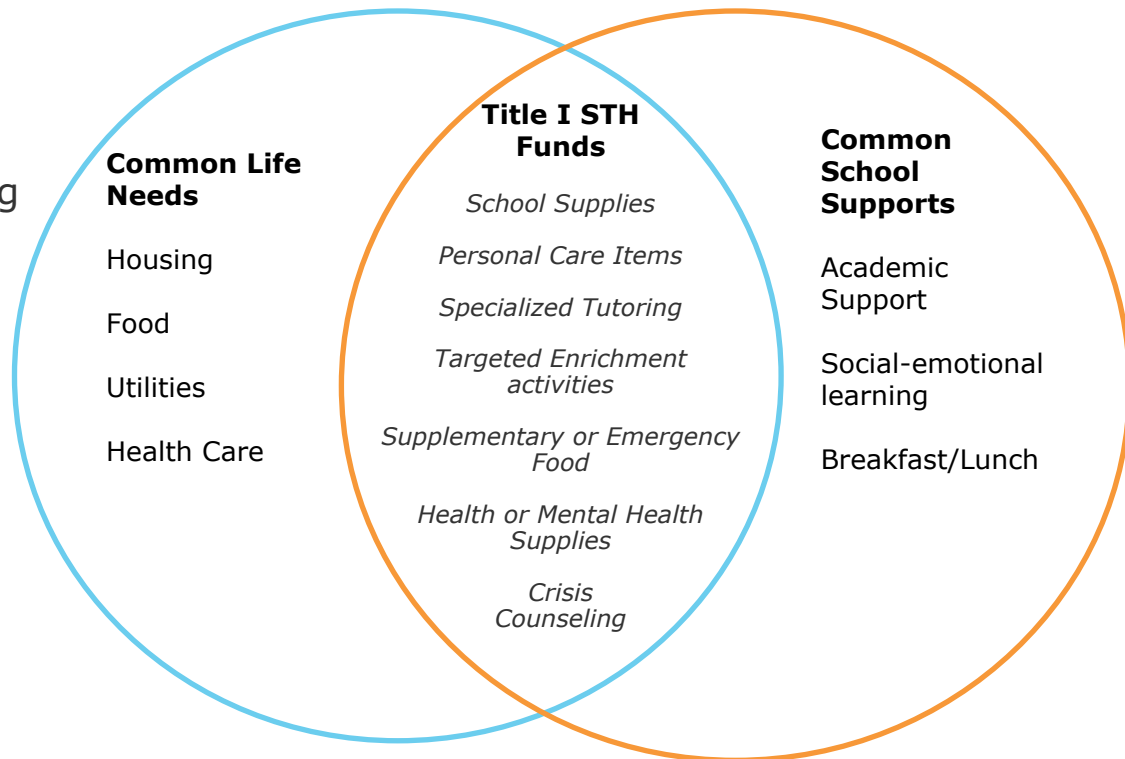 g
Common Life
Needs
Housing
Food
Utilities
Health Care
Title I STH
Funds
School Supplies
Personal Care Items
Specialized Tutoring
Targeted Enrichment
activities
Supplementary or Emergency
Food
Health or Mental Health
Supplies
Crisis
Counseling
Common
School
Supports
Academic
Support
Social-emotional
learning
Breakfast/Lunch